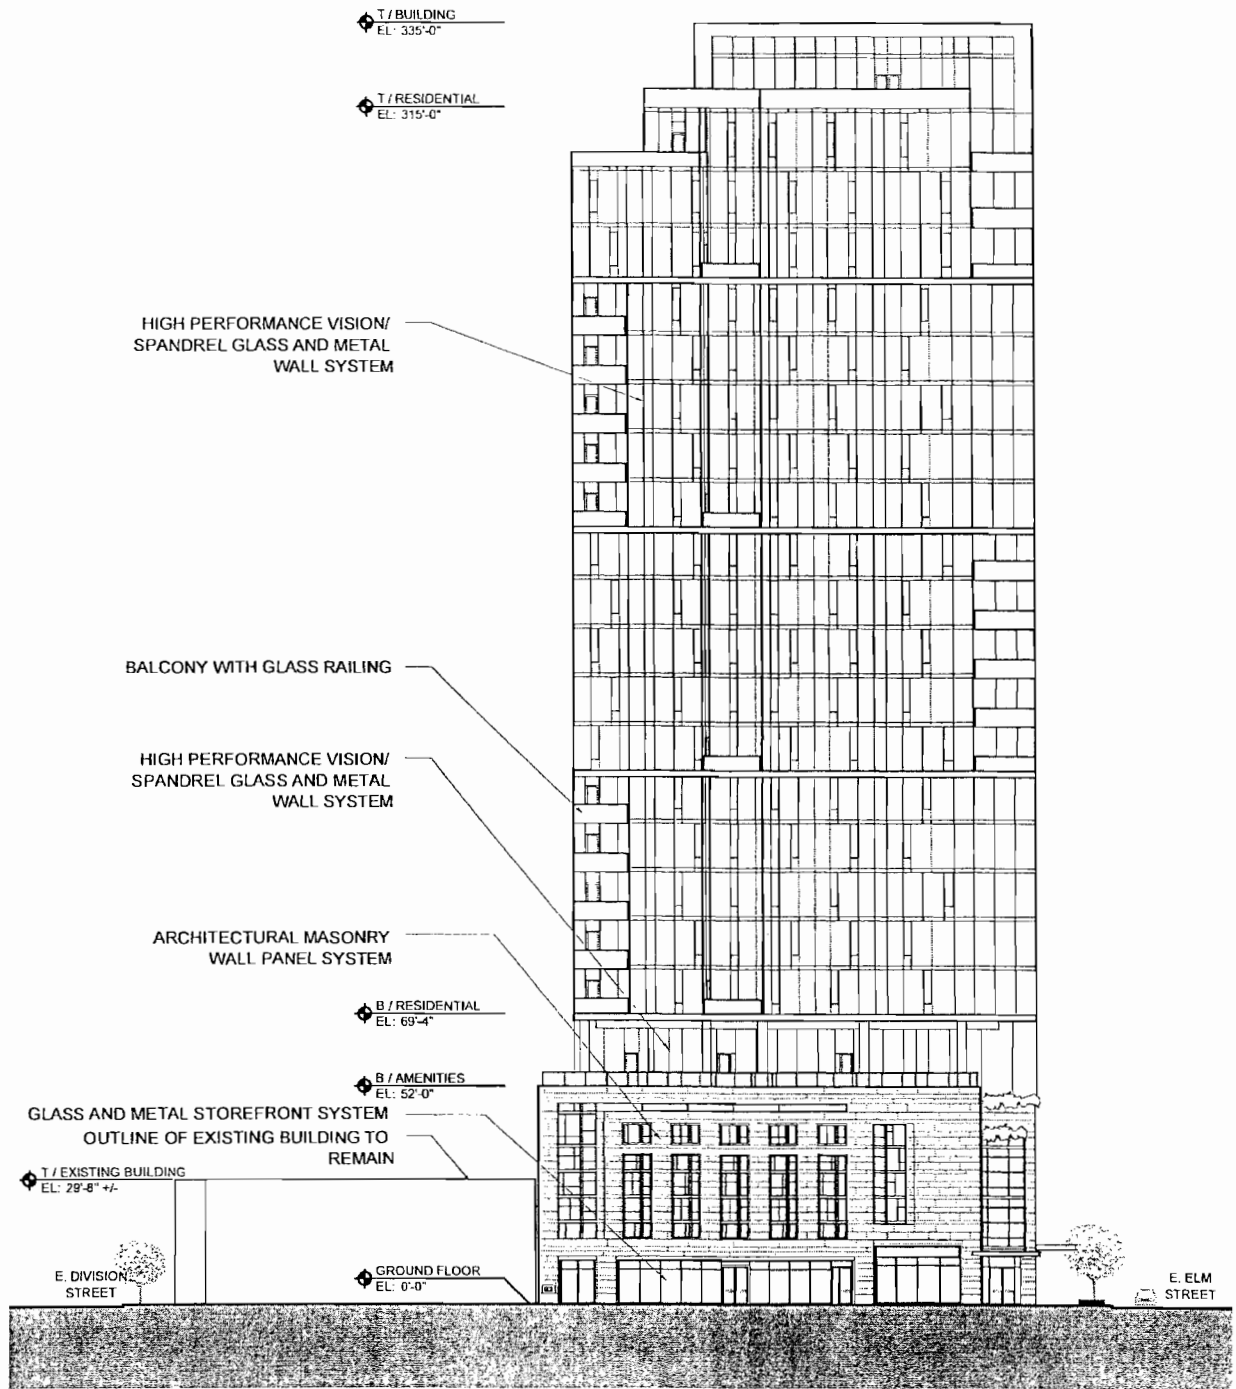 T / BUILDING
EL: 335'-0"
T / RESIDENTIAL
EL: 315'-0"
HIGH PERFORMANCE VISION/
SPANDREL GLASS AND METAL
WALL SYSTEM
BALCONY WITH GLASS RAILING
HIGH PERFORMANCE VISION/
SPANDREL GLASS AND METAL
WALL SYSTEM
ARCHITECTURAL MASONRY
WALL PANEL SYSTEM
B / RESIDENTIAL
EL: 69'-4"
B / AMENITIES
EL: 52'-0"
GLASS AND METAL STOREFRONT SYSTEM
OUTLINE OF EXISTING BUILDING TO
REMAIN
T / EXISTING BUILDING
EL: 29'-8" +/-
GROUND FLOOR
EL: 0'-0"
E. DIVISION
STREET
E. ELM
STREET